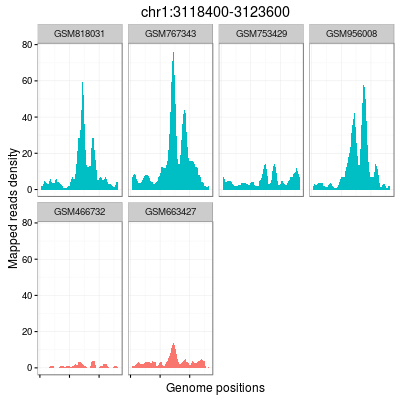 chr1:3118400-3123600
GSM818031 GSM767343 GSM753429 GSM956008
80
60
40
20
0
Mapped reads density
GSM466732 GSM663427
80
60
40
20
0
Genome positions